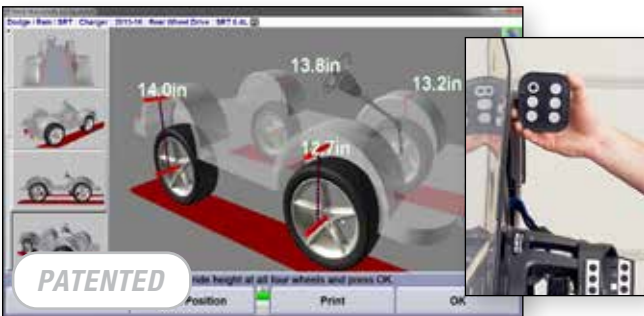 Dodge / Ram / SRT : Charger : 2015-16 : Rear Wheel Drive : SRT 6.4L
13.8in
14.0in
13.2in
12.7in
PATENTED
ride height at all four wheels and press OK.
Position
Print
OK